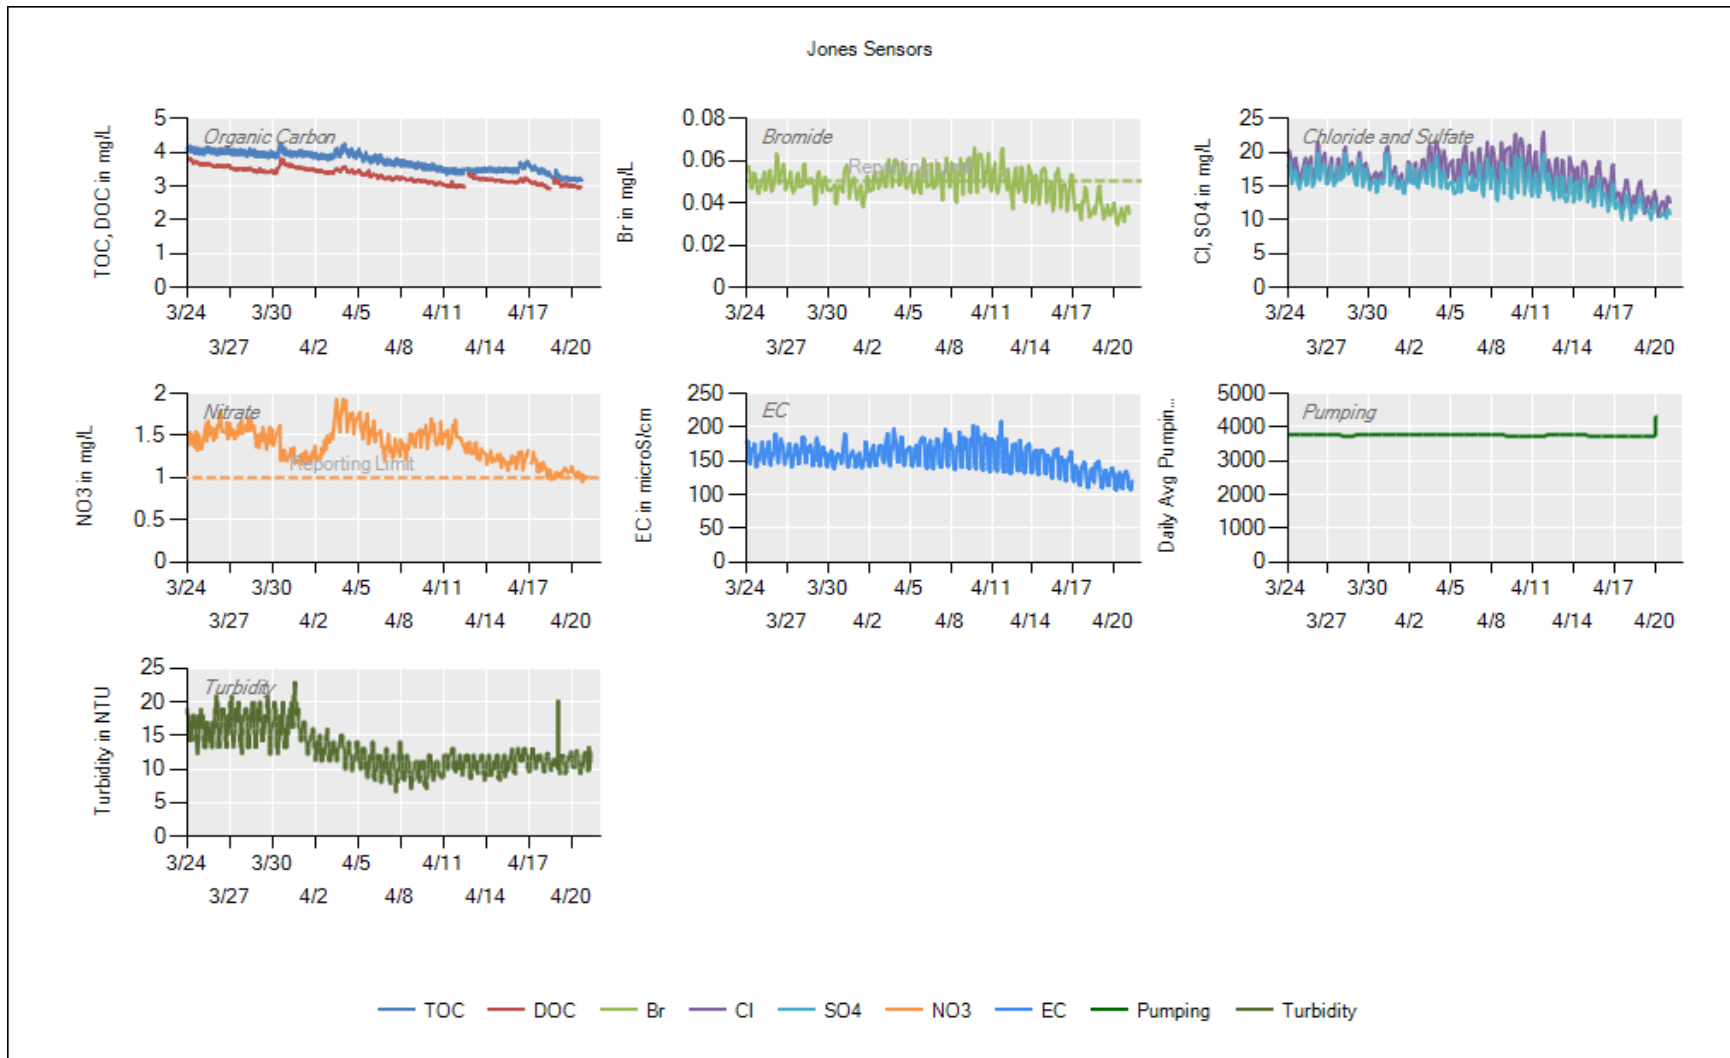 Jones Sensors
TOC, DOC in mg/L
5
4
3
2
1
0
Organic Carbon
3/24 3/30 4/5 4/11 4/17
3/27 4/2 4/8 4/14 4/20
Br in mg/L
0.08
0.06
0.04
0.02
0
Bromide
Reporting Limit
3/24 3/30 4/5 4/11 4/17
3/27 4/2 4/8 4/14 4/20
Cl, SO4 in mg/L
25
20
15
10
5
0
Chloride and Sulfate
3/24 3/30 4/5 4/11 4/17
3/27 4/2 4/8 4/14 4/20
NO3 in mg/L
2
1.5
1
0.5
0
Nitrate
Reporting Limit
3/24 3/30 4/5 4/11 4/17
3/27 4/2 4/8 4/14 4/20
EC in microS/cm
250
200
150
100
50
0
EC
3/24 3/30 4/5 4/11 4/17
3/27 4/2 4/8 4/14 4/20
Daily Avg Pumpin...
5000
4000
3000
2000
1000
0
Pumping
3/24 3/30 4/5 4/11 4/17
3/27 4/2 4/8 4/14 4/20
Turbidity in NTU
25
20
15
10
5
0
Turbidity
3/24 3/30 4/5 4/11 4/17
3/27 4/2 4/8 4/14 4/20
TOC DOC Br Cl SO4 NO3 EC Pumping Turbidity